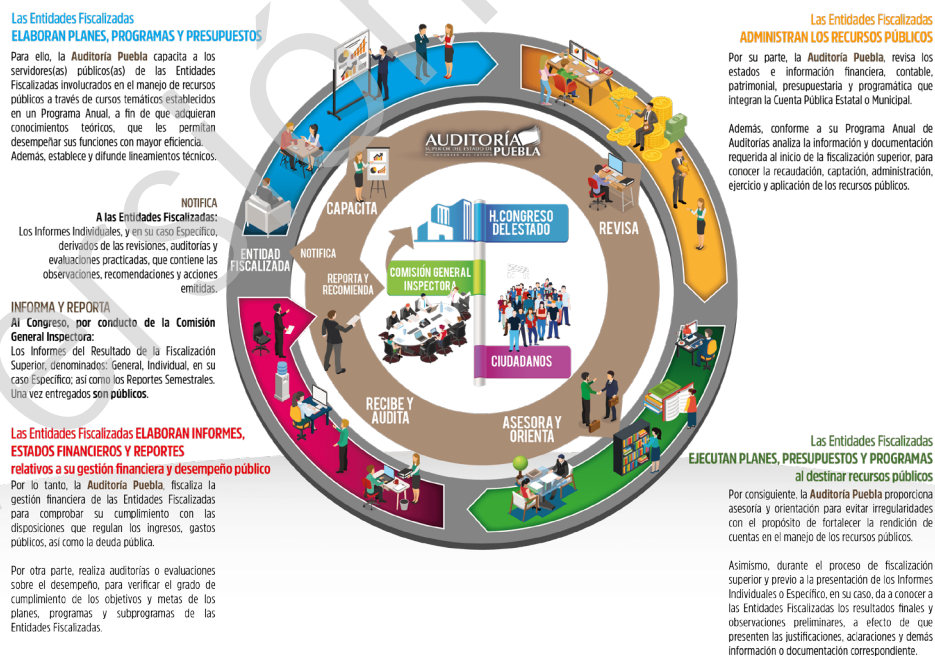 Las Entidades Fiscalizadas
ELABORAN PLANES, PROGRAMAS Y PRESUPUESTOS
Para ello, la Auditoría Puebla capacita a los
servidores(as) públicos(as) de las Entidades
Fiscalizadas involucrados en el manejo de recursos
públicos a través de cursos temáticos establecidos
en un Programa Anual, a fin de que adquieran
conocimientos teóricos, que les permitan
desempeñar sus funciones con mayor eficiencia.
Además, establece y difunde lineamientos técnicos.
NOTIFICA
A las Entidades Fiscalizadas:
Los Informes Individuales, y en su caso Específico,
derivados de las revisiones, auditorías y
evaluaciones practicadas, que contiene las
observaciones, recomendaciones y acciones
emitidas.
INFORMA Y REPORTA
Al Congreso, por conducto de la Comisión
General Inspectora:
Los Informes del Resultado de la Fiscalización
Superior, denominados: General, Individual, en su
caso Específico; así como los Reportes Semestrales.
Una vez entregados son públicos.
Las Entidades Fiscalizadas ELABORAN INFORMES,
ESTADOS FINANCIEROS Y REPORTES
relativos a su gestión financiera y desempeño público
Por lo tanto, la Auditoría Puebla, fiscaliza la
gestión financiera de las Entidades Fiscalizadas
para comprobar su cumplimiento con las
disposiciones que regulan los ingresos, gastos
públicos, así como la deuda pública.
Por otra parte, realiza auditorías o evaluaciones
sobre el desempeño, para verificar el grado de
cumplimiento de los objetivos y metas de los
planes, programas y subprogramas de las
Entidades Fiscalizadas.
AUDITORÍA
SUPERIOR DEL ESTADO DE PUEBLA
CAPACITA
REVISA
ENTIDAD
FISCALIZADA
NOTIFICA
REPORTA Y
RECOMIENDA
H. CONGRESO
DEL ESTADO
COMISIÓN GENERAL
INSPECTORA
CIUDADANOS
RECIBE Y
AUDITA
ASESORA Y
ORIENTA
Las Entidades Fiscalizadas
ADMINISTRAN LOS RECURSOS PÚBLICOS
Por su parte, la Auditoría Puebla, revisa los
estados e información financiera, contable,
patrimonial, presupuestaria y programática que
integran la Cuenta Pública Estatal o Municipal.
Además, conforme a su Programa Anual de
Auditorías analiza la información y documentación
requerida al inicio de la fiscalización superior, para
conocer la recaudación, captación, administración,
ejercicio y aplicación de los recursos públicos.
Las Entidades Fiscalizadas
EJECUTAN PLANES, PRESUPUESTOS Y PROGRAMAS
al destinar recursos públicos
Por consiguiente, la Auditoría Puebla proporciona
asesoría y orientación para evitar irregularidades
con el propósito de fortalecer la rendición de
cuentas en el manejo de los recursos públicos.
Asimismo, durante el proceso de fiscalización
superior y previo a la presentación de los Informes
Individuales o Específico, en su caso, da a conocer a
las Entidades Fiscalizadas los resultados finales y
observaciones preliminares, a efecto de que
presenten las justificaciones, aclaraciones y demás
información o documentación correspondiente.